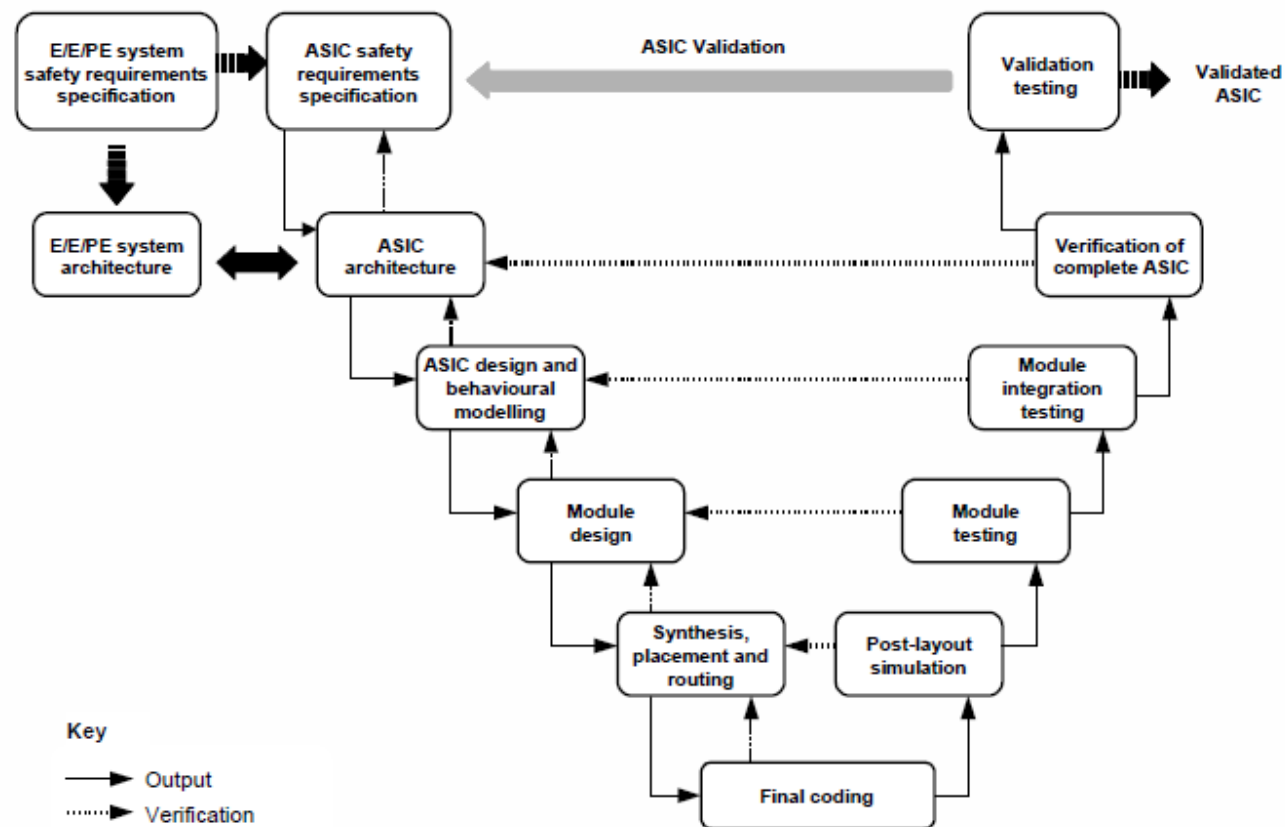 E/E/PE system
safety requirements
specification
ASIC safety
requirements
specification
ASIC Validation
Validation
testing
Validated
ASIC
E/E/PE system
architecture
ASIC
architecture
Verification of
complete ASIC
ASIC design and
behavioural
modelling
Module
integration
testing
Module
design
Module
testing
Synthesis,
placement and
routing
Post-layout
simulation
Final coding
Key
Output
Verification